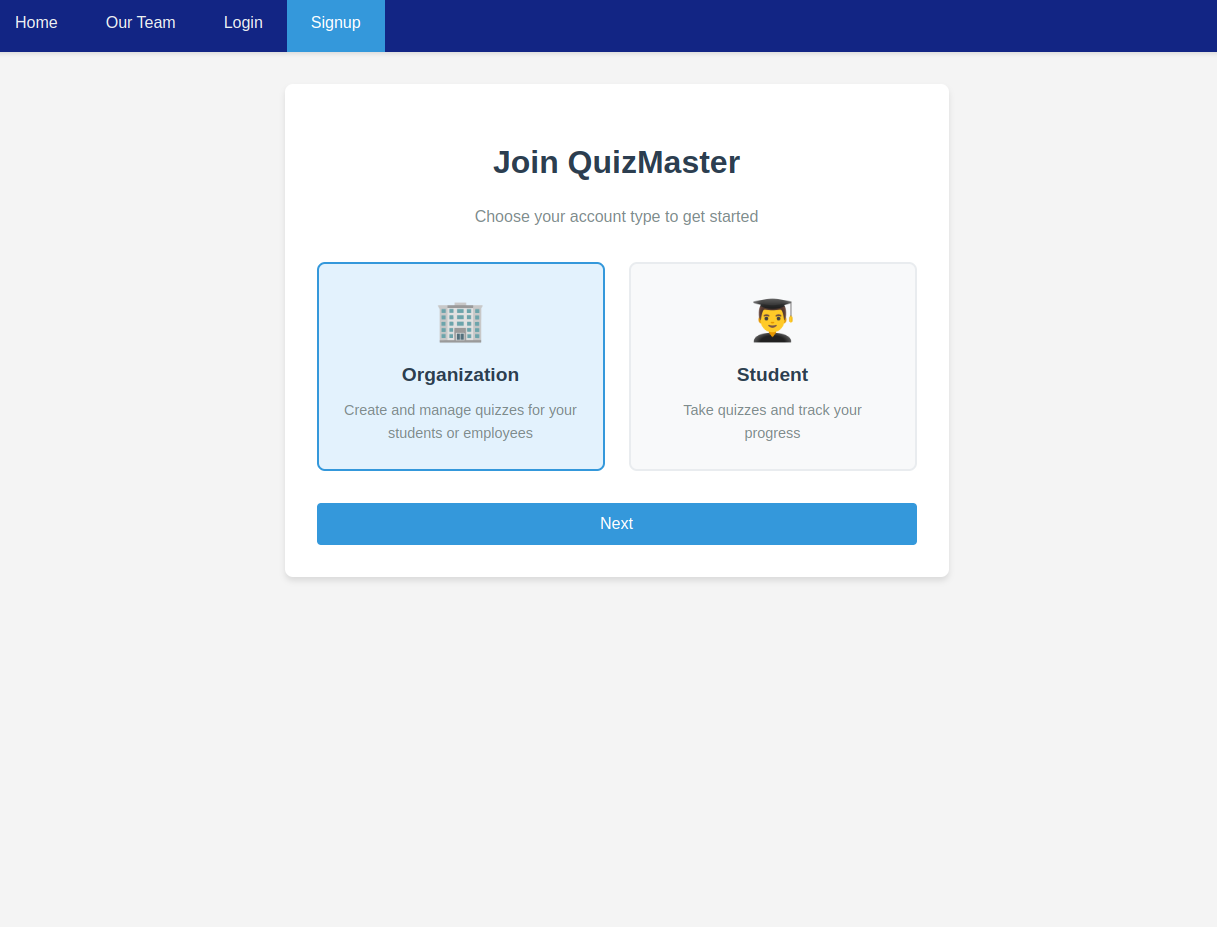 Home Our Team Login Signup
Join QuizMaster
Choose your account type to get started
Organization
Create and manage quizzes for your
students or employees
Student
Take quizzes and track your
progress
Next